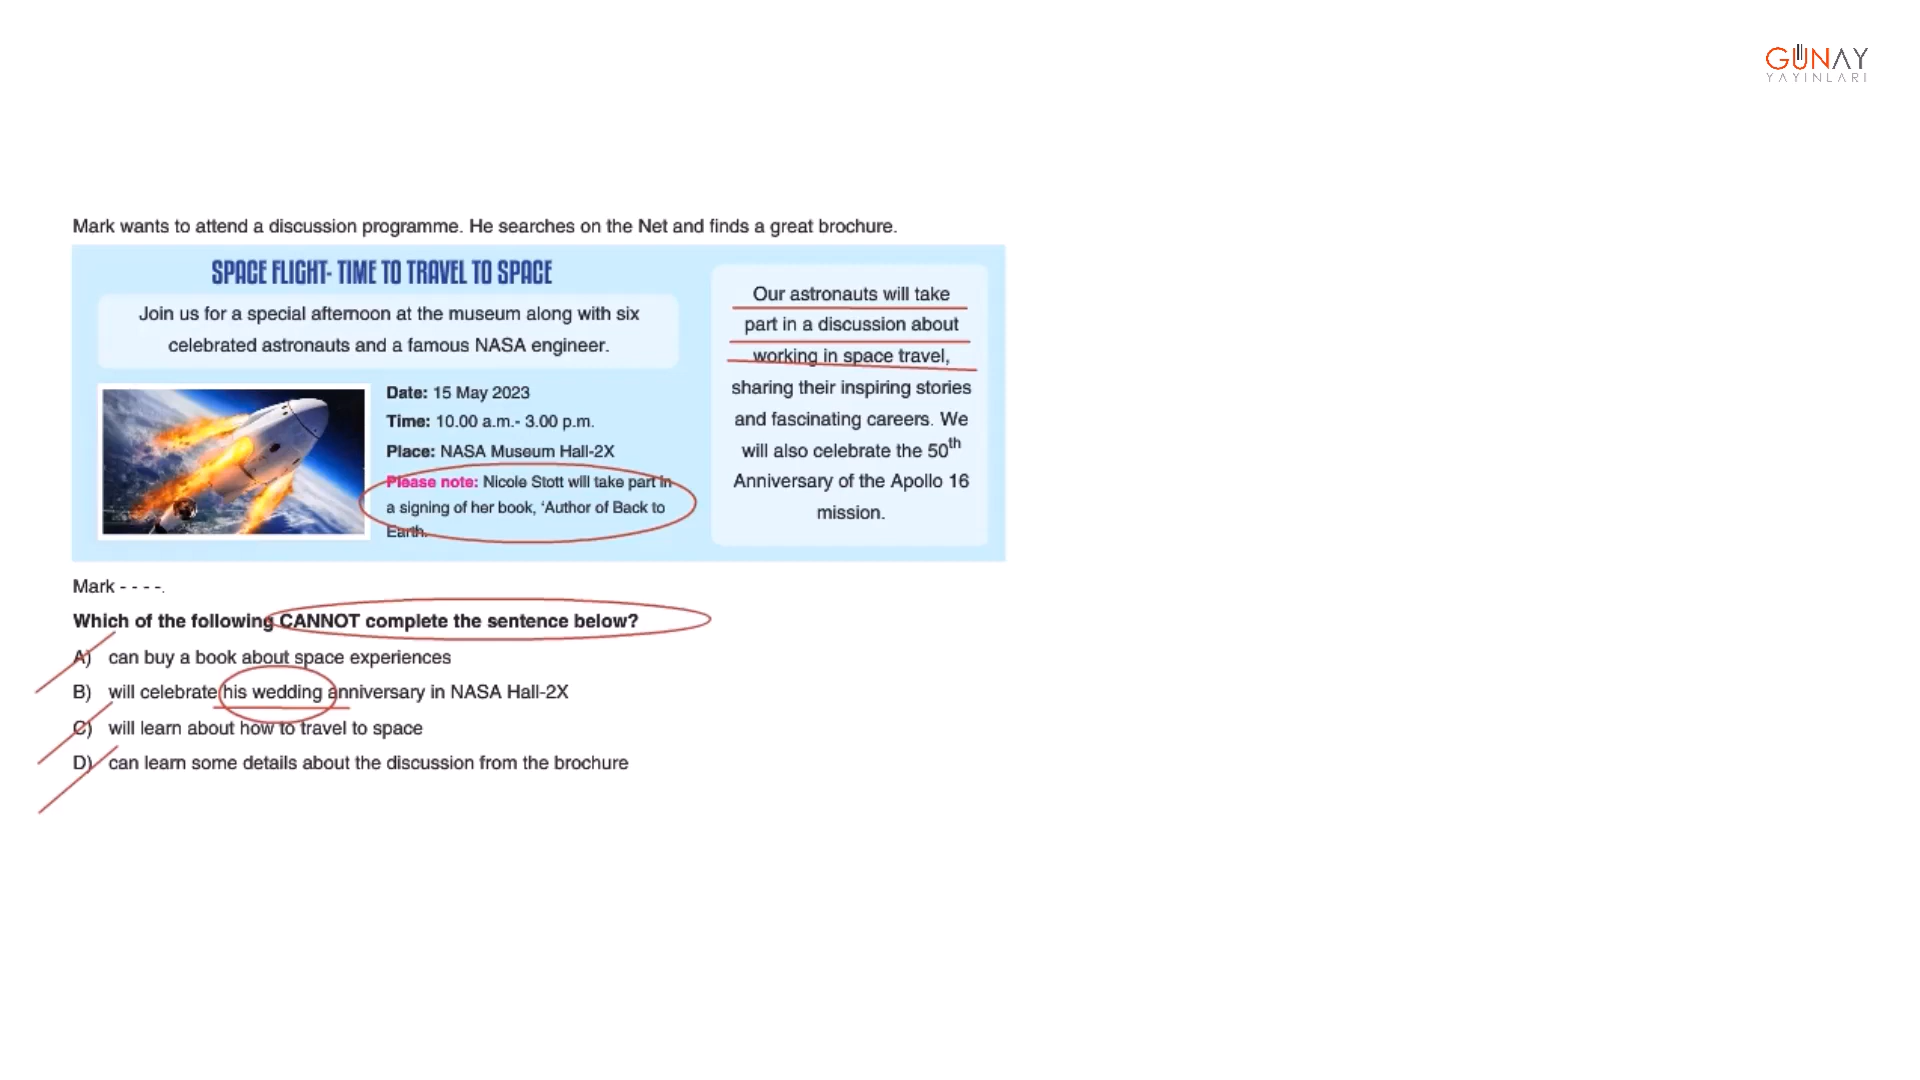 GÜNAY
YAYINLARI
Mark wants to attend a discussion programme. He searches on the Net and finds a great brochure.
SPACE FLIGHT- TIME TO TRAVEL TO SPACE
Join us for a special afternoon at the museum along with six
celebrated astronauts and a famous NASA engineer.
Date: 15 May 2023
Time: 10.00 a.m.- 3.00 p.m.
Place: NASA Museum Hall-2X
Please note: Nicole Stott will take part in
a signing of her book, ‘Author of Back to
Earth.
Our astronauts will take
part in a discussion about
working in space travel,
sharing their inspiring stories
and fascinating careers. We
will also celebrate the 50th
Anniversary of the Apollo 16
mission.
Mark - - - -.
Which of the following CANNOT complete the sentence below?
A) can buy a book about space experiences
B) will celebrate his wedding anniversary in NASA Hall-2X
C) will learn about how to travel to space
D) can learn some details about the discussion from the brochure